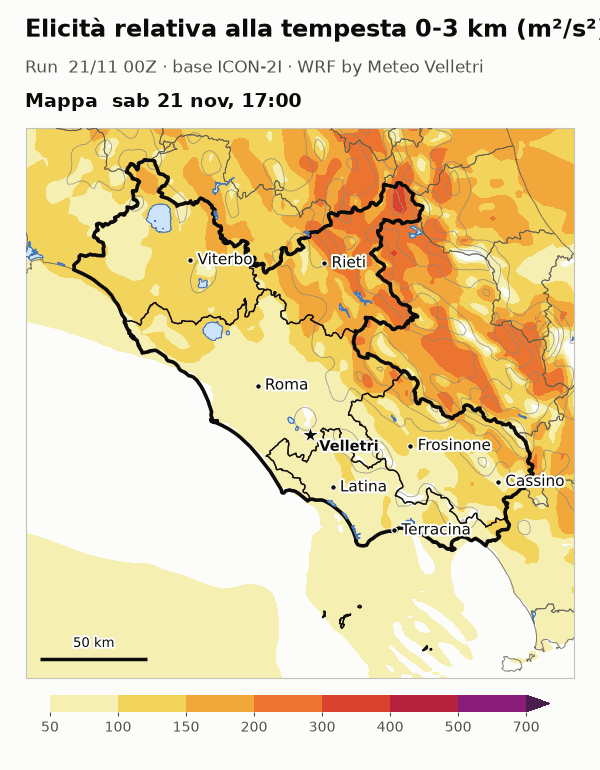 Elicità relativa alla tempesta 0-3 km (m²/s²)
Run  21/11 00Z · base ICON-2I · WRF by Meteo Velletri
Mappa  sab 21 nov, 17:00
Viterbo
Rieti
Roma
Velletri
Frosinone
Latina
Cassino
Terracina
50 km
50 100 150 200 300 400 500 700